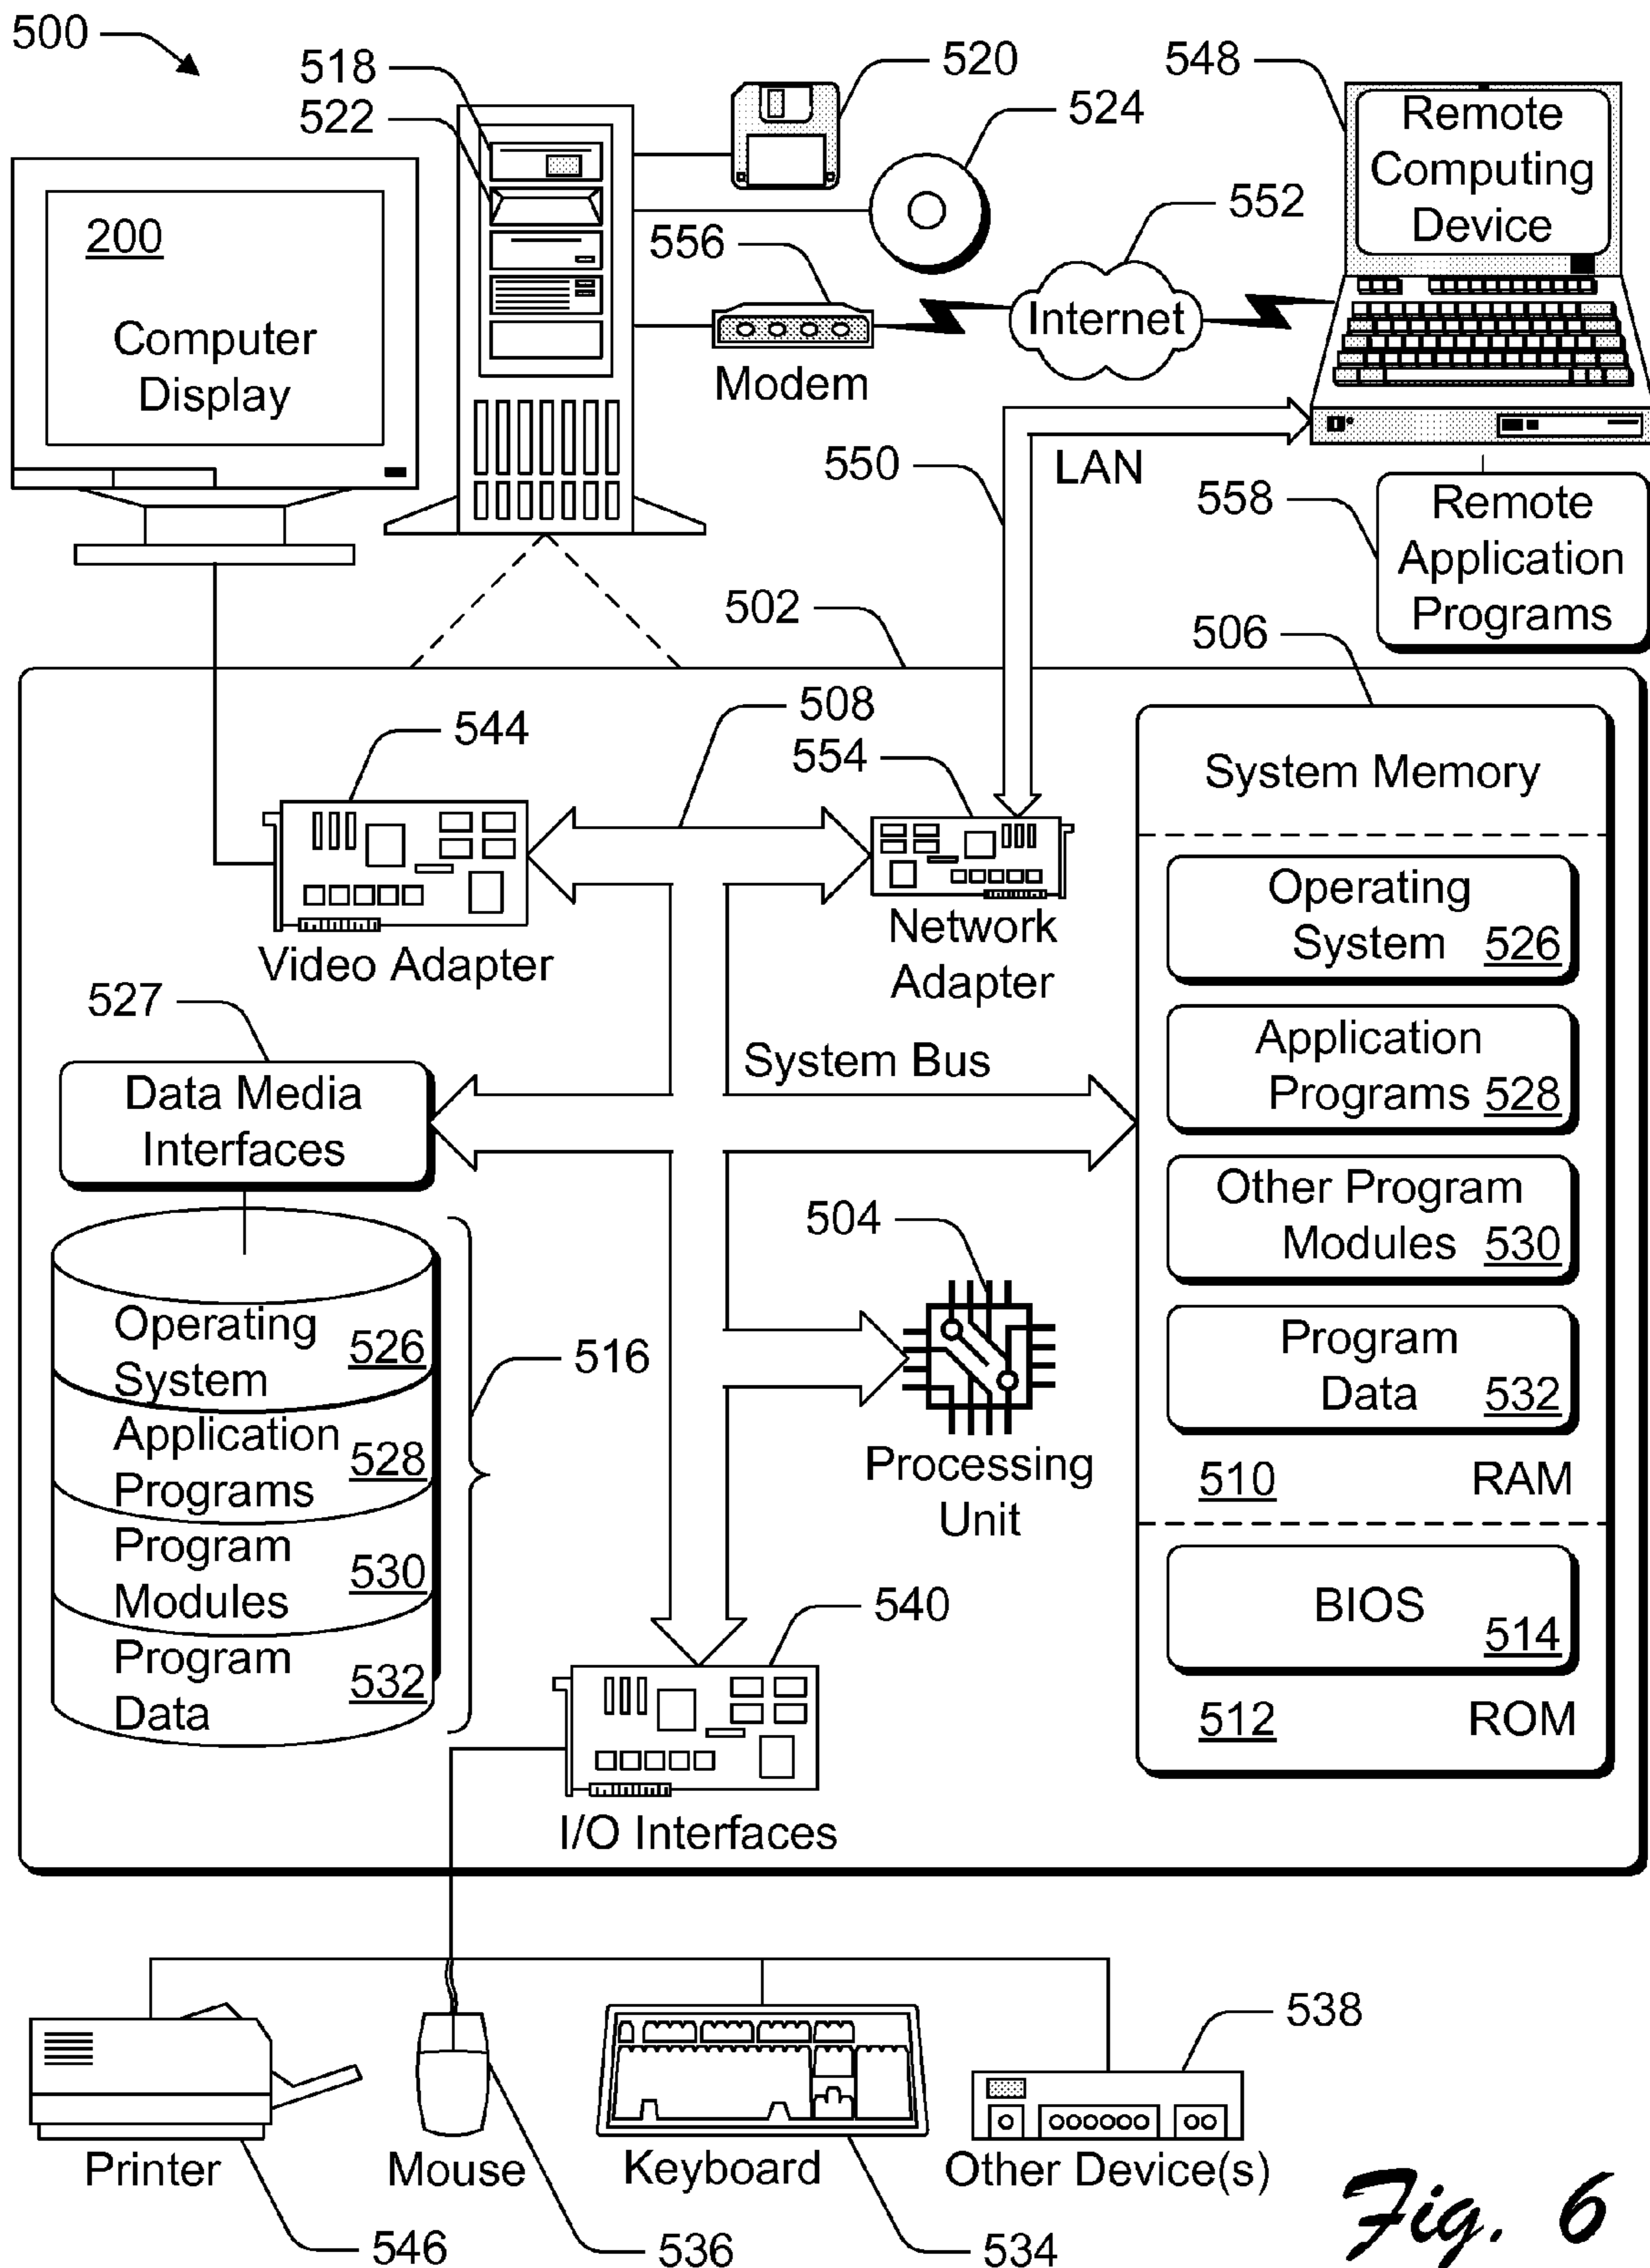 500
518
522
520
524
548
Remote
Computing
Device
200
Computer
Display
556
552
Internet
Modem
550
LAN
558
Remote
Application
Programs
502
506
508
544
554
System Memory
Operating
System 526
Video Adapter
Network
Adapter
527
Application
Programs 528
System Bus
Data Media
Interfaces
Other Program
Modules 530
504
Operating
System 526
516
Program
Data 532
Application
Programs 528
Processing
Unit
510 RAM
Program
Modules 530
540
BIOS
514
Program
Data 532
512 ROM
I/O Interfaces
538
Printer
Mouse
Keyboard
Other Device(s)
546
536
534
Fig. 6